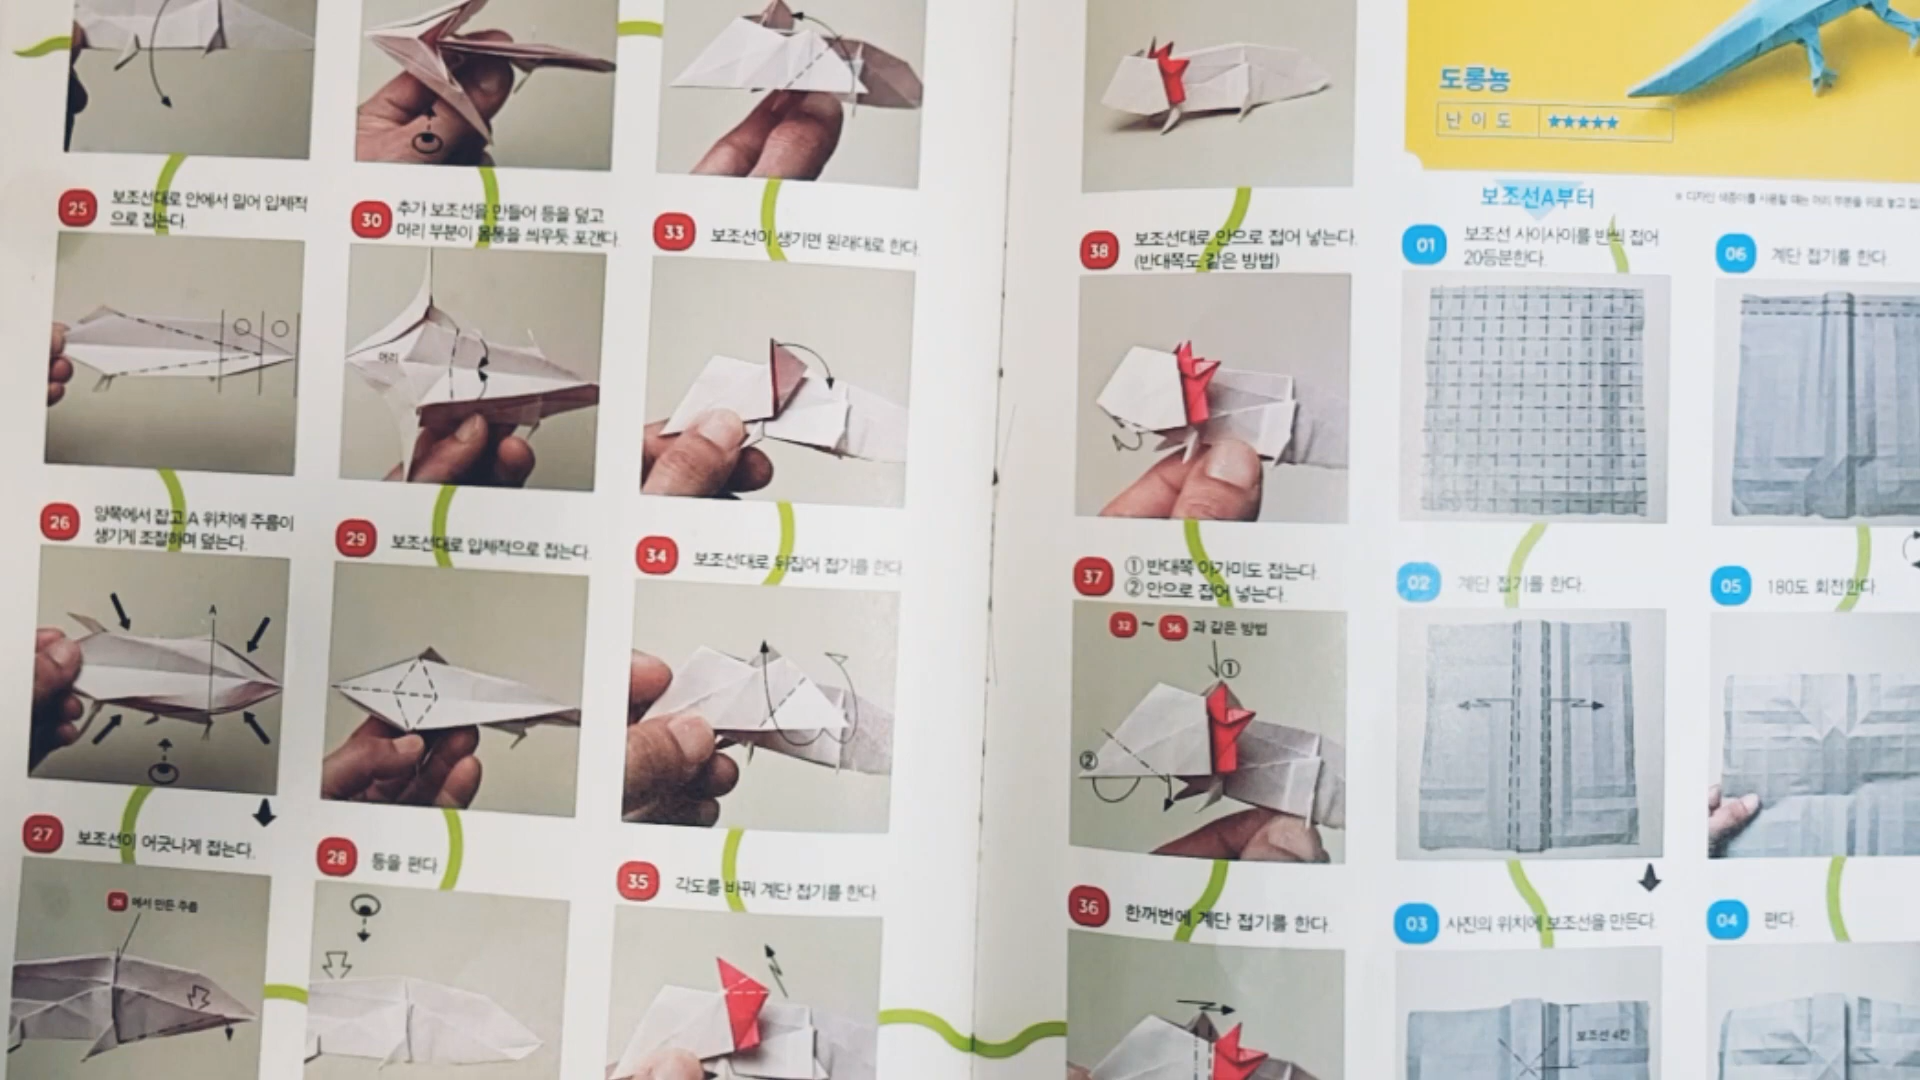 25 보조선대로 안에서 밀어 입체적
으로 접는다.
26 양쪽에서 잡고 A 위치에 주름이
생기게 조절하며 덮는다.
A
27 보조선이 어긋나게 접는다.
26 에서 만든 주름
30 추가 보조선을 만들어 등을 덮고
머리 부분이 몸통을 씌우듯 포갠다.
머리
29 보조선대로 입체적으로 접는다.
28 등을 편다.
33 보조선이 생기면 원래대로 한다.
34 보조선대로 뒤집어 접기를 한다.
35 각도를 바꿔 계단 접기를 한다.
38 보조선대로 안으로 접어 넣는다.
(반대쪽도 같은 방법)
37 ① 반대쪽 아가미도 접는다.
② 안으로 접어 넣는다.
32 ~ 36 과 같은 방법
①
②
36 한꺼번에 계단 접기를 한다.
도롱뇽
난이도 ★★★★★
보조선A부터
01 보조선 사이사이를 반씩 접어
20등분한다.
02 계단 접기를 한다.
03 사진의 위치에 보조선을 만든다.
보조선 4칸
06 계단 접기를 한다.
05 180도 회전한다.
04 편다.